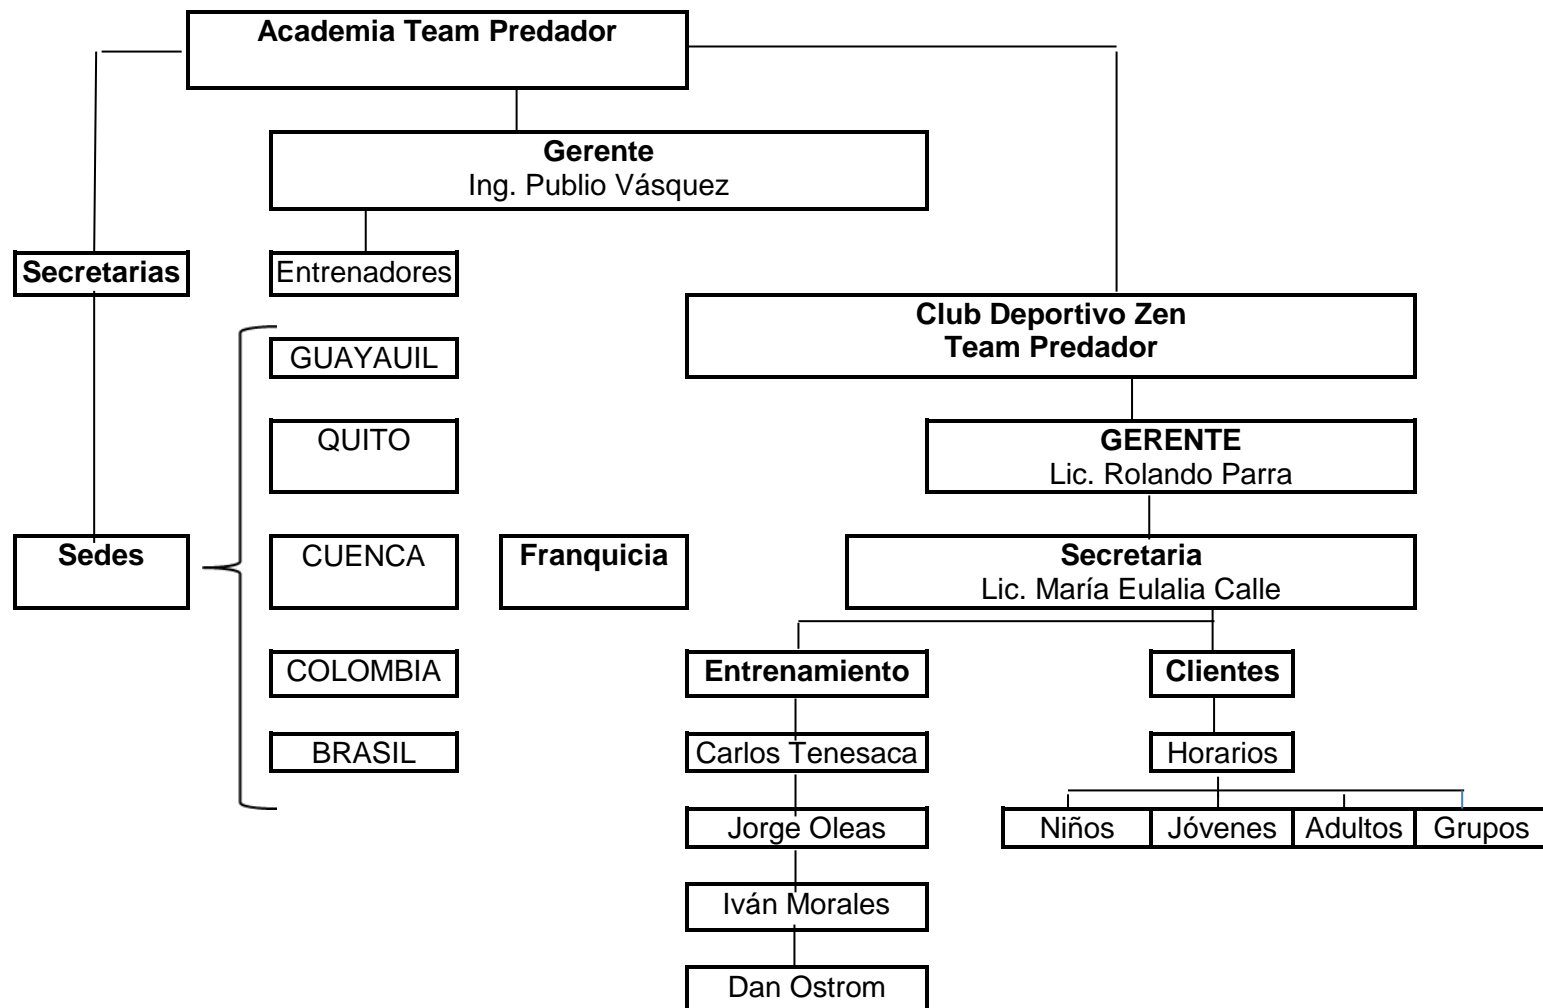 Academia Team Predador
Gerente
Ing. Publio Vásquez
Secretarias
Entrenadores
Club Deportivo Zen
Team Predador
GUAYAUIL
QUITO
GERENTE
Lic. Rolando Parra
Sedes
CUENCA
Franquicia
Secretaria
Lic. María Eulalia Calle
COLOMBIA
Entrenamiento
Clientes
BRASIL
Carlos Tenesaca
Horarios
Jorge Oleas
Niños
Jóvenes
Adultos
Grupos
Iván Morales
Dan Ostrom